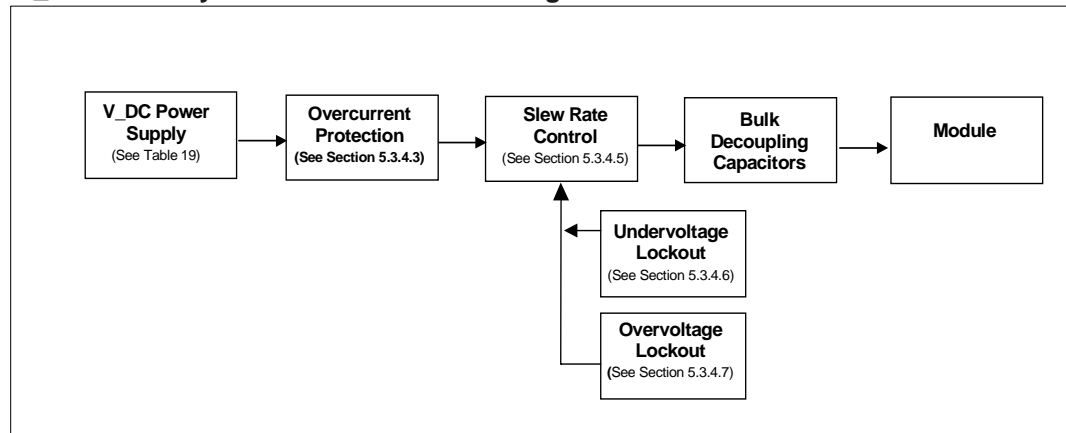 V_DC Power
Supply
(See Table 19)
Overcurrent
Protection
(See Section 5.3.4.3)
Slew Rate
Control
(See Section 5.3.4.5)
Bulk
Decoupling
Capacitors
Module
Undervoltage
Lockout
(See Section 5.3.4.6)
Overvoltage
Lockout
(See Section 5.3.4.7)